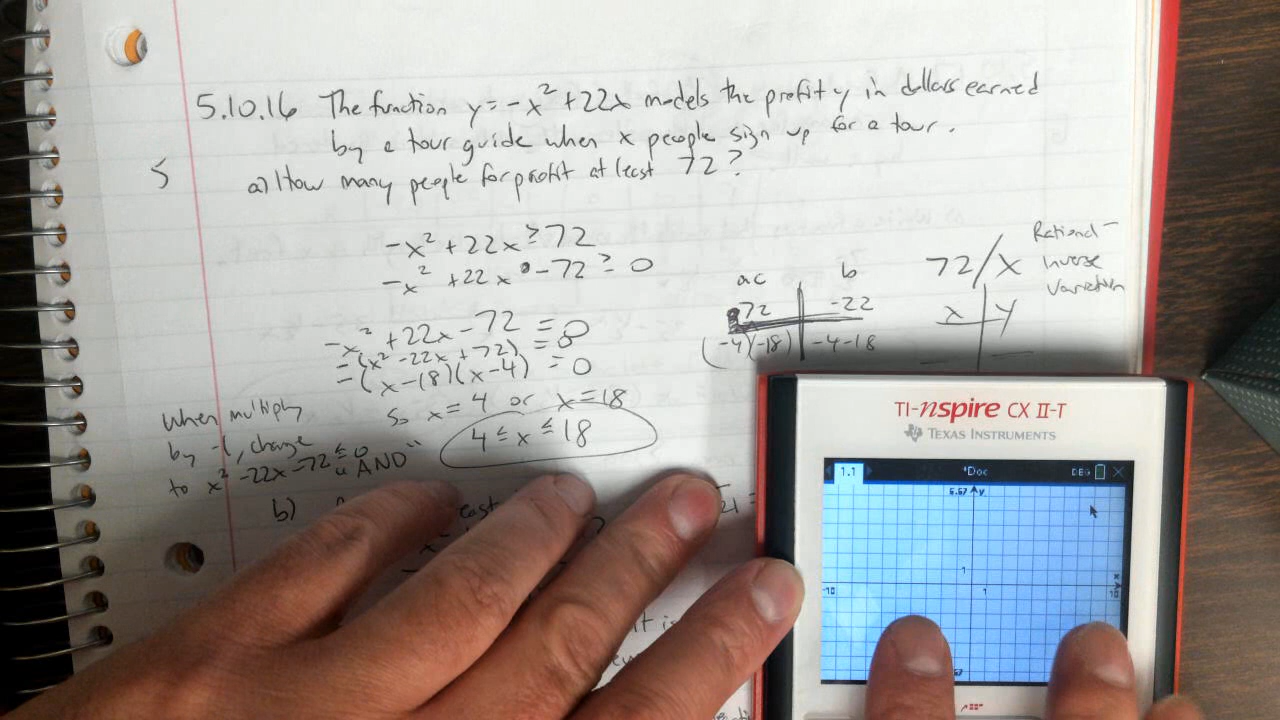 5.10.16 The function y = -x² + 22x models the profit y in dollars earned
by a tour guide when x people sign up for a tour.
5
a) How many people for profit at least 72?
-x² + 22x ≥ 72
-x² + 22x - 72 ≥ 0
-x² + 22x - 72 = 0
-(x² - 22x + 72) = 0
-(x-18)(x-4) = 0
So x = 4 or x = 18
4 ≤ x ≤ 18
When multiply
by -1, change
to x² - 22x - 72 ≤ 0
"AND"
b)
ac b
72 -22
(-4)(-18) -4-18
72/x
Rational -
Inverse
Variation
x y
TI-nspire CX II-T
TEXAS INSTRUMENTS
1.1 *Doc DEG
6.67 y
1
-10 1 10
x